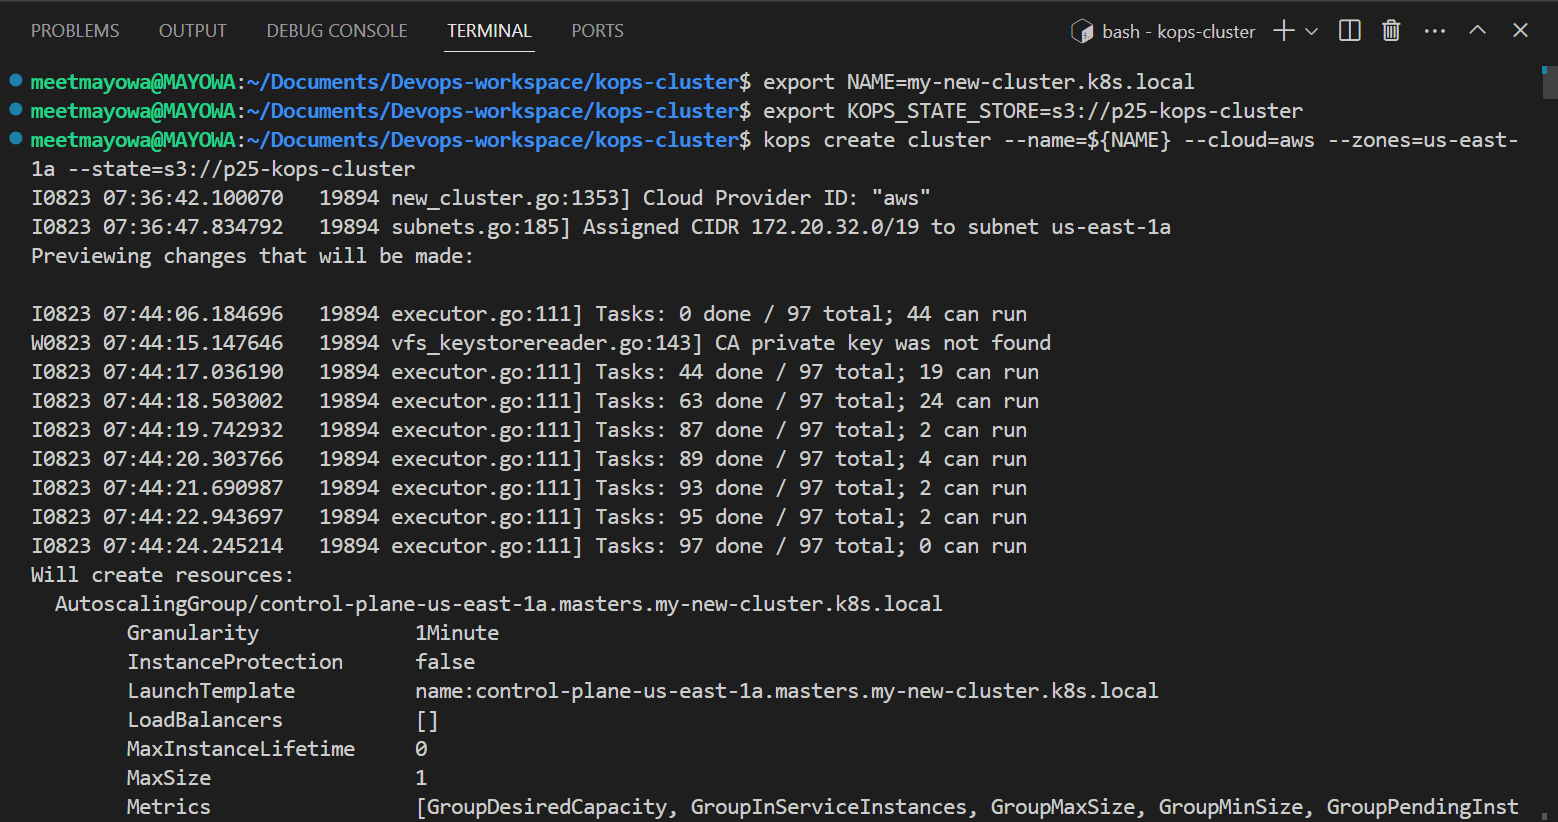 PROBLEMS OUTPUT DEBUG CONSOLE TERMINAL PORTS bash - kops-cluster
meetmayowa@MAYOWA:~/Documents/Devops-workspace/kops-cluster$ export NAME=my-new-cluster.k8s.local
meetmayowa@MAYOWA:~/Documents/Devops-workspace/kops-cluster$ export KOPS_STATE_STORE=s3://p25-kops-cluster
meetmayowa@MAYOWA:~/Documents/Devops-workspace/kops-cluster$ kops create cluster --name=${NAME} --cloud=aws --zones=us-east-
1a --state=s3://p25-kops-cluster
I0823 07:36:42.100070   19894 new_cluster.go:1353] Cloud Provider ID: "aws"
I0823 07:36:47.834792   19894 subnets.go:185] Assigned CIDR 172.20.32.0/19 to subnet us-east-1a
Previewing changes that will be made:
I0823 07:44:06.184696   19894 executor.go:111] Tasks: 0 done / 97 total; 44 can run
W0823 07:44:15.147646   19894 vfs_keystorereader.go:143] CA private key was not found
I0823 07:44:17.036190   19894 executor.go:111] Tasks: 44 done / 97 total; 19 can run
I0823 07:44:18.503002   19894 executor.go:111] Tasks: 63 done / 97 total; 24 can run
I0823 07:44:19.742932   19894 executor.go:111] Tasks: 87 done / 97 total; 2 can run
I0823 07:44:20.303766   19894 executor.go:111] Tasks: 89 done / 97 total; 4 can run
I0823 07:44:21.690987   19894 executor.go:111] Tasks: 93 done / 97 total; 2 can run
I0823 07:44:22.943697   19894 executor.go:111] Tasks: 95 done / 97 total; 2 can run
I0823 07:44:24.245214   19894 executor.go:111] Tasks: 97 done / 97 total; 0 can run
Will create resources:
  AutoscalingGroup/control-plane-us-east-1a.masters.my-new-cluster.k8s.local
        Granularity             1Minute
        InstanceProtection      false
        LaunchTemplate          name:control-plane-us-east-1a.masters.my-new-cluster.k8s.local
        LoadBalancers           []
        MaxInstanceLifetime     0
        MaxSize                 1
        Metrics                 [GroupDesiredCapacity, GroupInServiceInstances, GroupMaxSize, GroupMinSize, GroupPendingInst